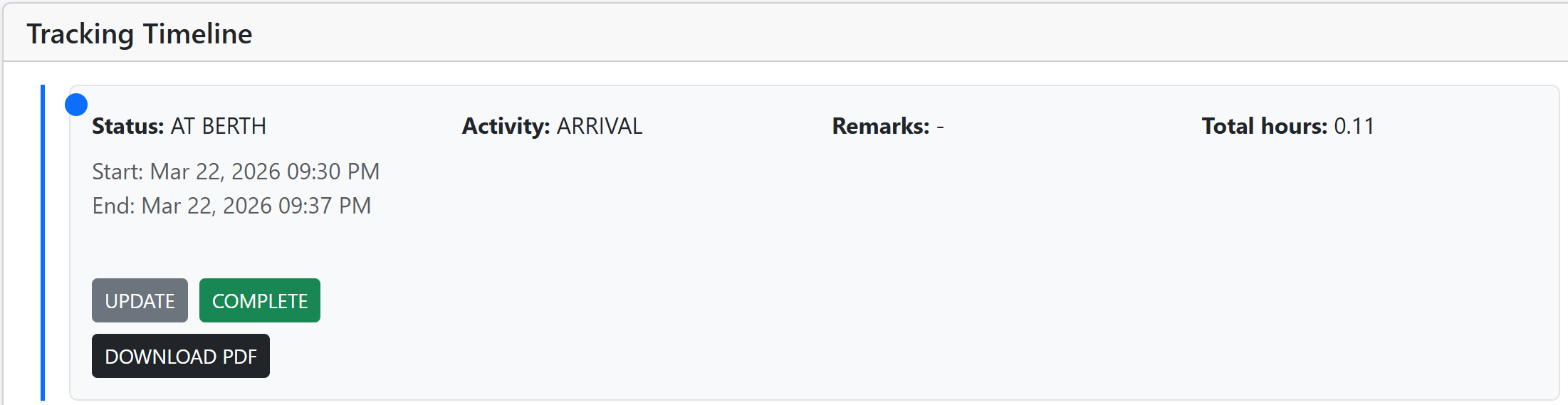 Tracking Timeline
Status: AT BERTH Activity: ARRIVAL Remarks: - Total hours: 0.11
Start: Mar 22, 2026 09:30 PM
End: Mar 22, 2026 09:37 PM
UPDATE COMPLETE
DOWNLOAD PDF